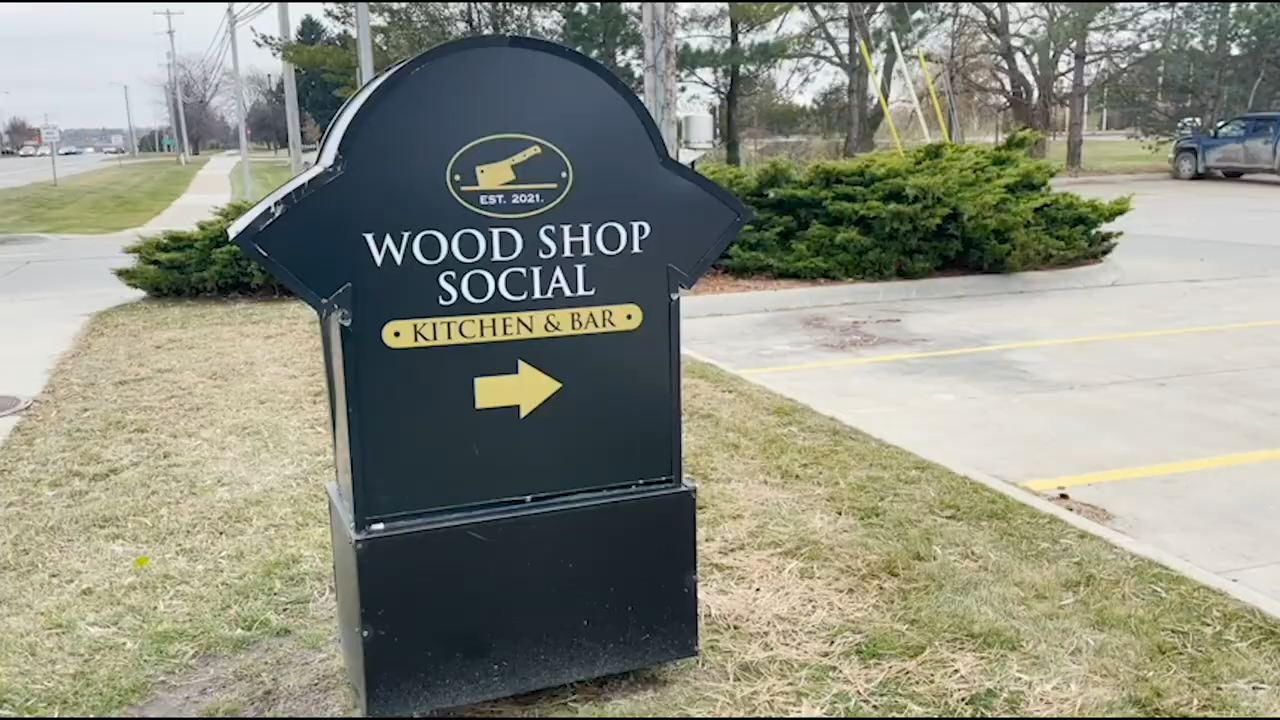 EST. 2021.
WOOD SHOP
SOCIAL
• KITCHEN & BAR •